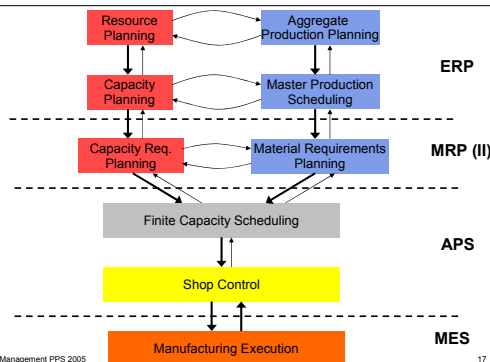 Resource
Planning
Aggregate
Production Planning
ERP
Capacity
Planning
Master Production
Scheduling
Capacity Req.
Planning
Material Requirements
Planning
MRP (II)
Finite Capacity Scheduling
APS
Shop Control
MES
Manufacturing Execution
Management PPS 2005
17